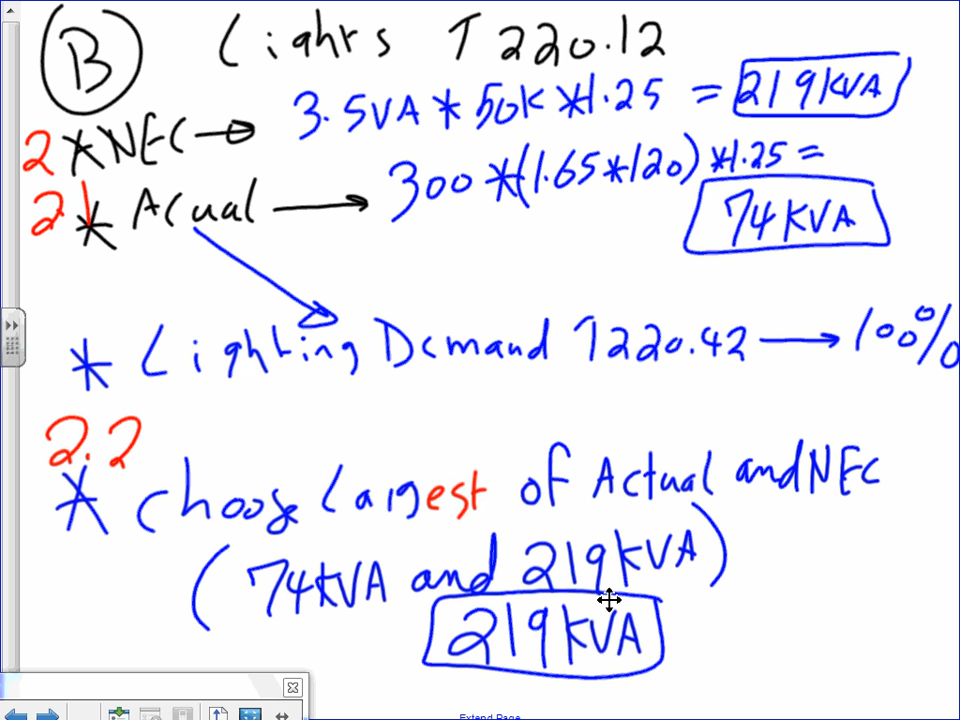 B Lights T220.12
2 *NEC → 3.5VA * 50K *1.25 = 219KVA
2.1 * Acual → 300 *(1.65*120) *1.25 =
74KVA
* Lighting Demand T220.42 → 100%
2.2
* choose Largest of Actual and NEC
(74KVA and 219KVA)
219KVA
Extend Page